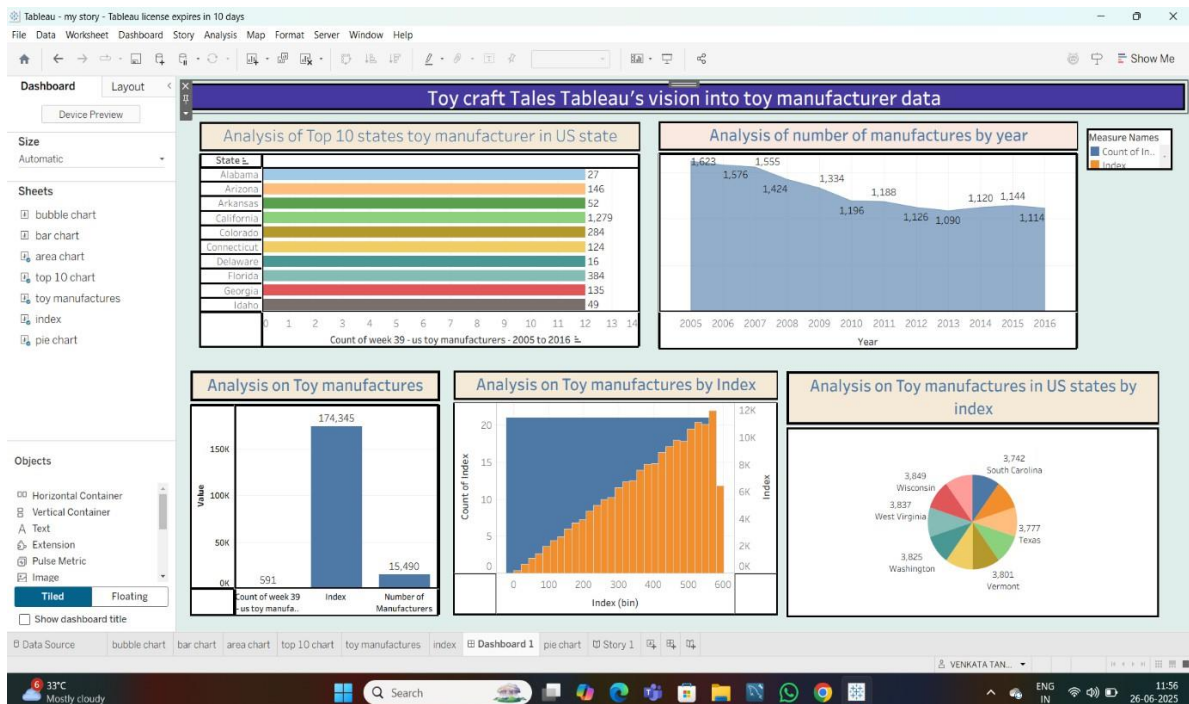 Tableau - my story - Tableau license expires in 10 days
File Data Worksheet Dashboard Story Analysis Map Format Server Window Help
Show Me
Dashboard Layout
Device Preview
Size
Automatic
Sheets
bubble chart
bar chart
area chart
top 10 chart
toy manufactures
index
pie chart
Objects
Horizontal Container
Vertical Container
Text
Extension
Pulse Metric
Image
Tiled Floating
Show dashboard title
Toy craft Tales Tableau's vision into toy manufacturer data
Analysis of Top 10 states toy manufacturer in US state
State
Alabama 27
Arizona 146
Arkansas 52
California 1,279
Colorado 284
Connecticut 124
Delaware 16
Florida 384
Georgia 135
Idaho 49
0 1 2 3 4 5 6 7 8 9 10 11 12 13 14
Count of week 39 - us toy manufacturers - 2005 to 2016
Analysis of number of manufactures by year
1,623
1,576
1,555
1,424
1,334
1,196
1,188
1,126
1,090
1,120
1,144
1,114
2005 2006 2007 2008 2009 2010 2011 2012 2013 2014 2015 2016
Year
Measure Names
Count of In..
Index
Analysis on Toy manufactures
174,345
591
15,490
150K
100K
50K
0K
Value
Count of week 39
- us toy manufa..
Index
Number of
Manufacturers
Analysis on Toy manufactures by Index
20
15
10
5
0
Count of Index
12K
10K
8K
6K
4K
2K
0K
Index
0 100 200 300 400 500 600
Index (bin)
Analysis on Toy manufactures in US states by
index
3,742
South Carolina
3,777
Texas
3,801
Vermont
3,825
Washington
3,837
West Virginia
3,849
Wisconsin
Data Source bubble chart bar chart area chart top 10 chart toy manufactures index Dashboard 1 pie chart Story 1
VENKATA TAN...
6
33°C
Mostly cloudy
Search
ENG
IN
11:56
26-06-2025